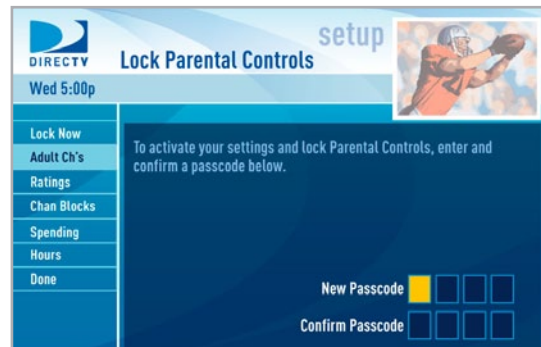 setup
DIRECTV
Lock Parental Controls
Wed 5:00p
Lock Now
Adult Ch's
Ratings
Chan Blocks
Spending
Hours
Done
To activate your settings and lock Parental Controls, enter and
confirm a passcode below.
New Passcode
Confirm Passcode